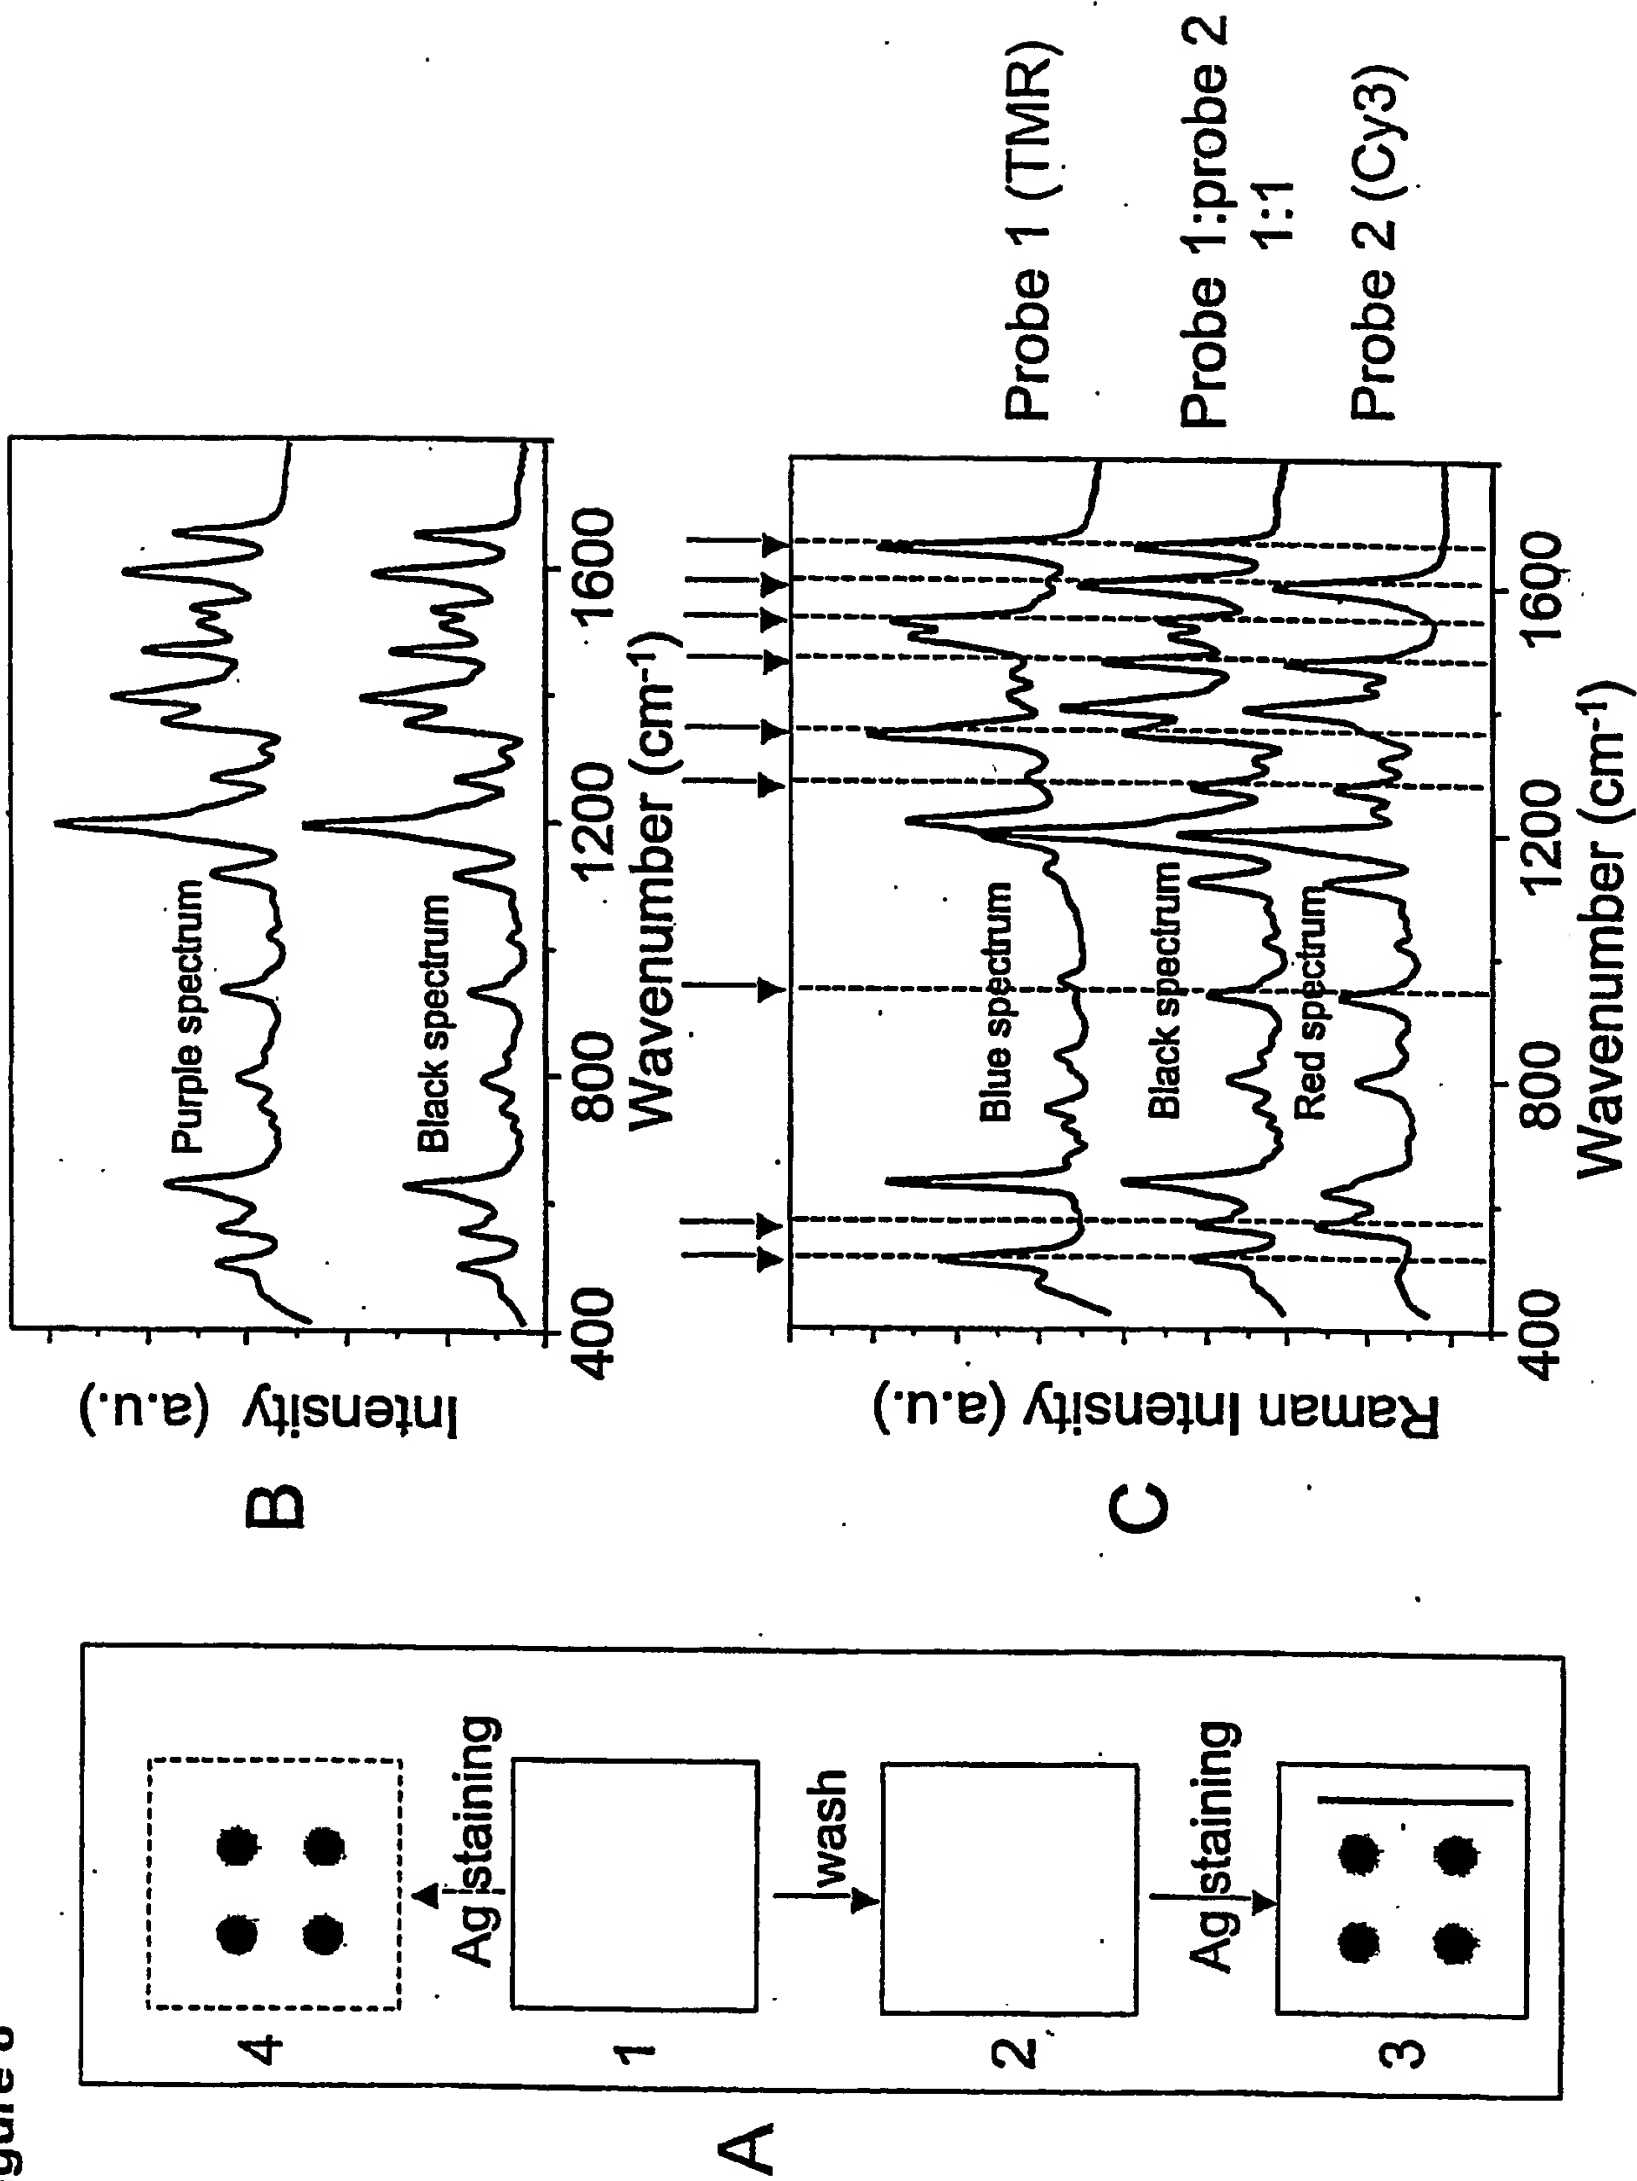 gure
A
4
Ag staining
1
wash
2
Ag staining
3
B
Intensity (a.u.)
Purple spectrum
Black spectrum
400 800 1200 1600
Wavenumber (cm-1)
C
Raman Intensity (a.u.)
Blue spectrum
Black spectrum
Red spectrum
Probe 1 (TMR)
Probe 1:probe 2
1:1
Probe 2 (Cy3)
400 800 1200 1600
Wavenumber (cm-1)